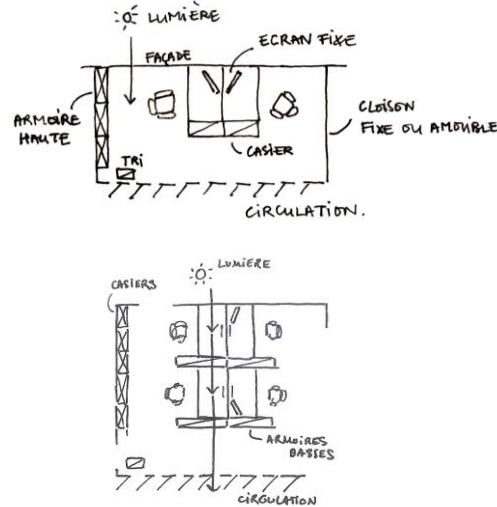 LUMIÈRE
FAÇADE
ECRAN FIXE
ARMOIRE
HAUTE
CLOISON
FIXE OU AMOVIBLE
CASIER
TRI
CIRCULATION.
LUMIÈRE
CASIERS
ARMOIRES
BASSES
CIRCULATION